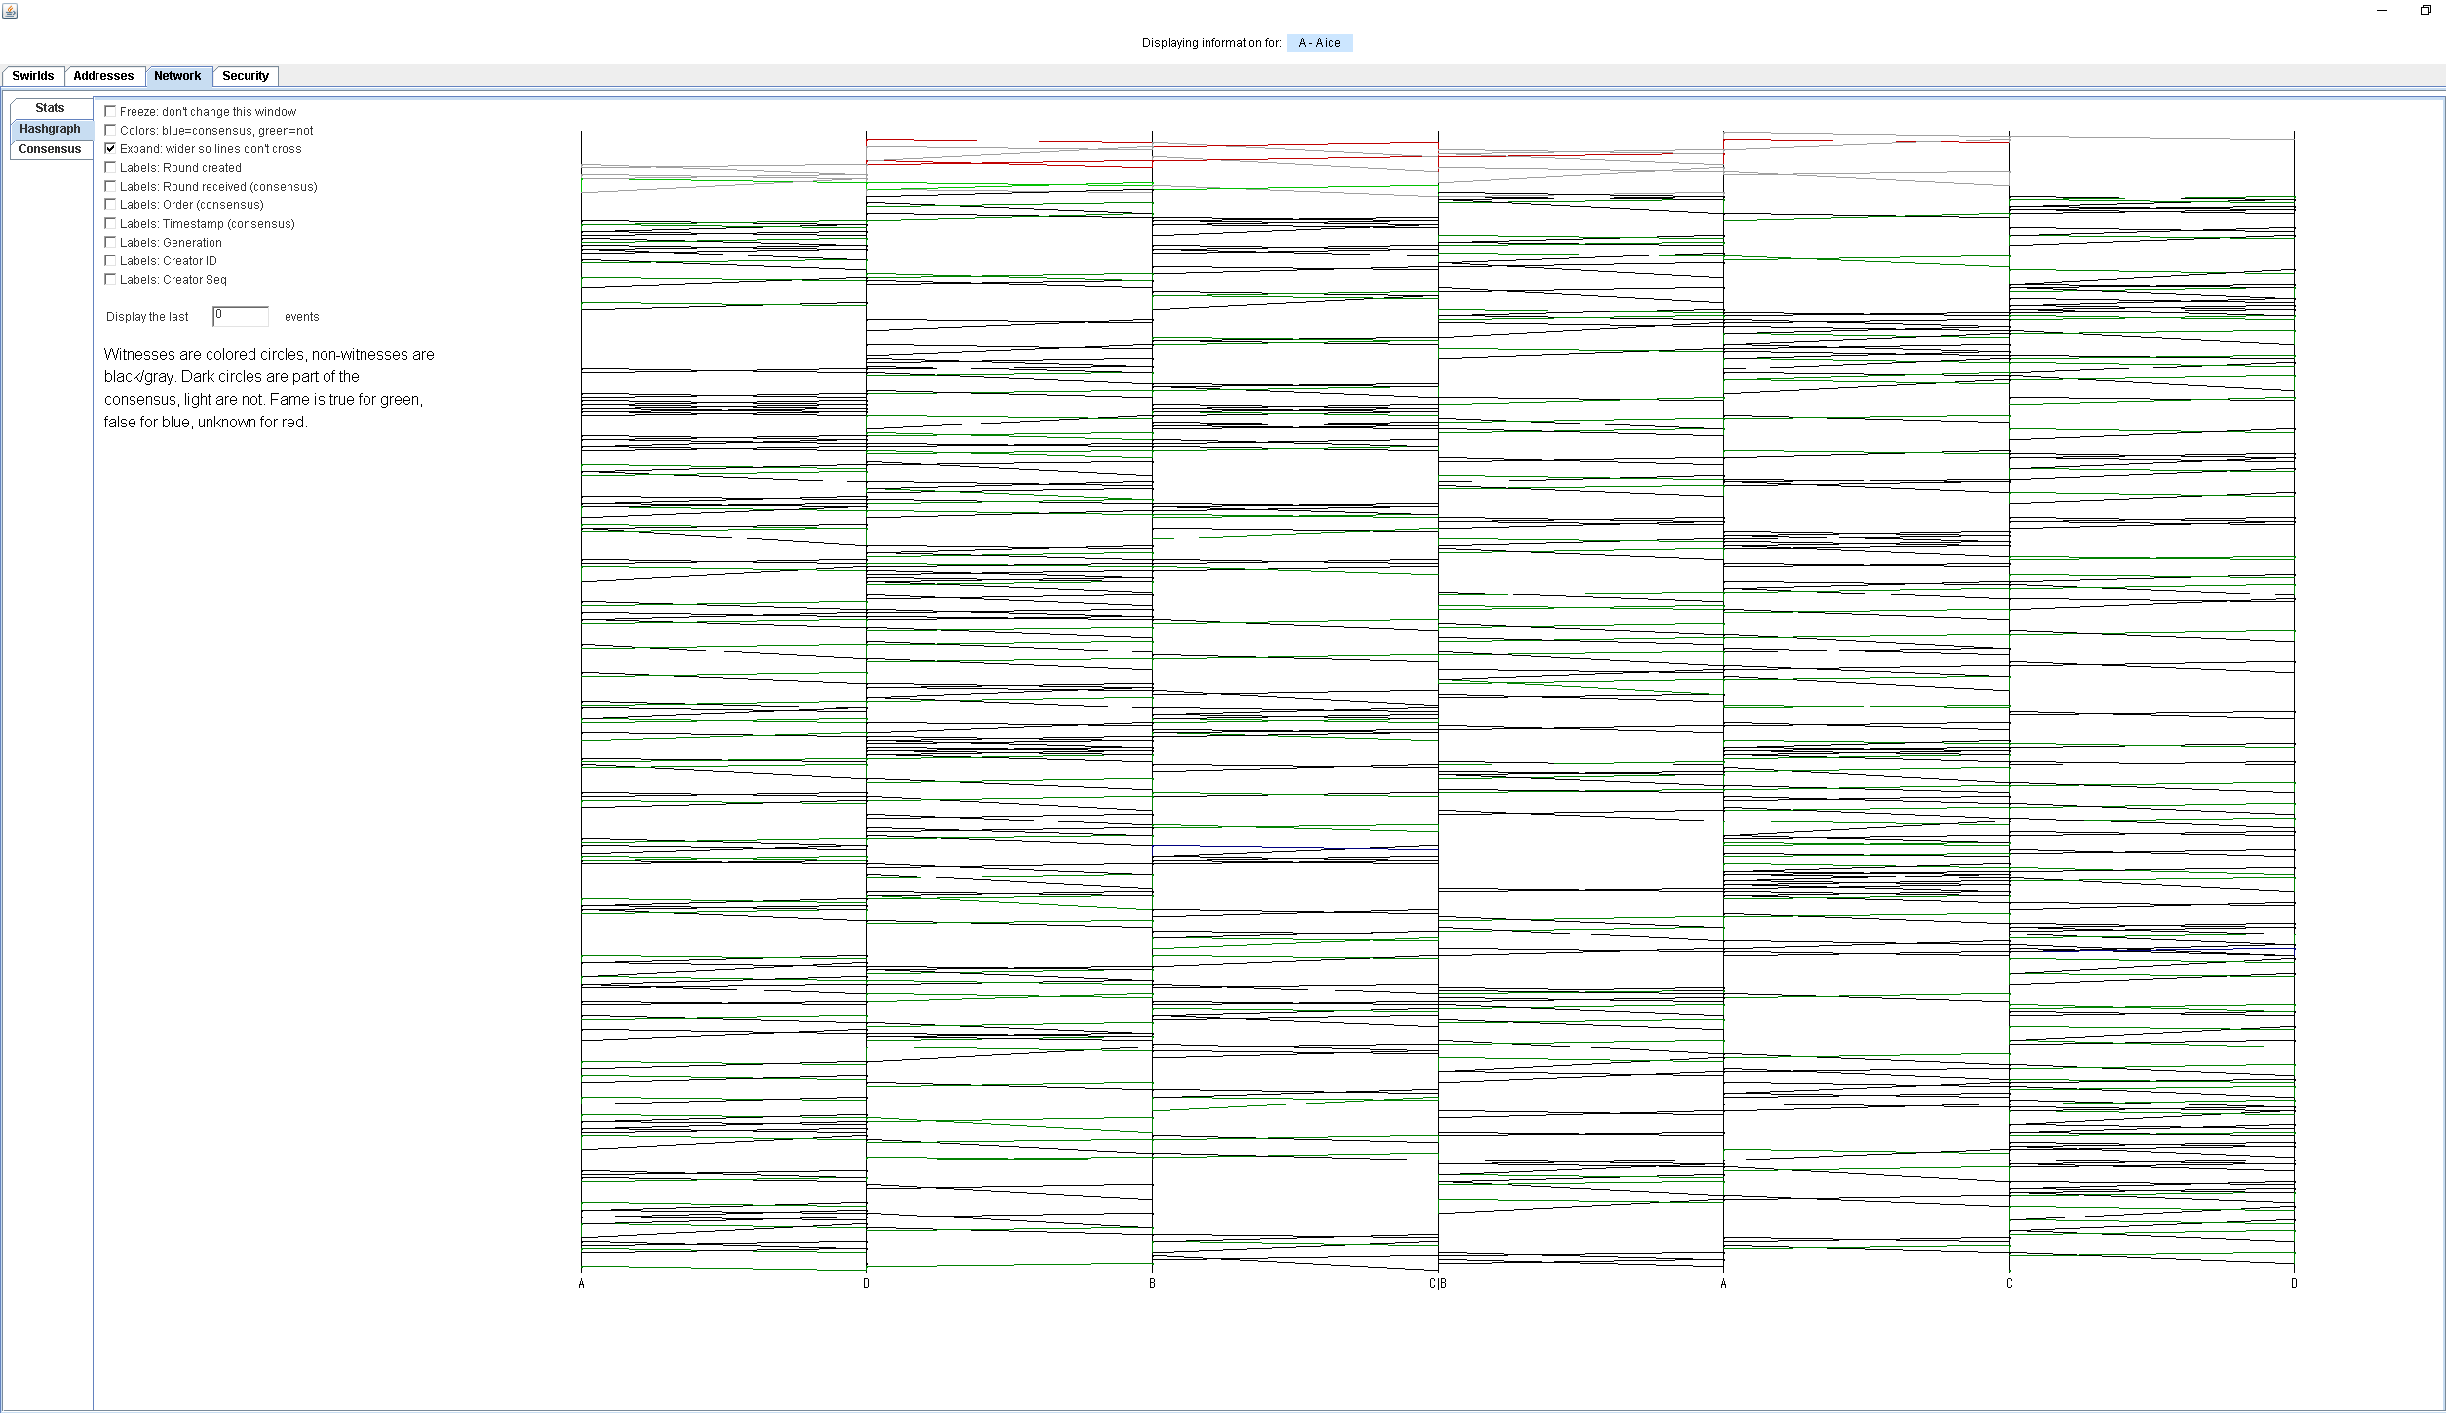 Displaying information for: A - Alice
Swirlds Addresses Network Security
Stats
Hashgraph
Consensus
Freeze: don't change this window
Colors: blue=consensus, green=not
Expand: wider so lines don't cross
Labels: Round created
Labels: Round received (consensus)
Labels: Order (consensus)
Labels: Timestamp (consensus)
Labels: Generation
Labels: Creator ID
Labels: Creator Seq
Display the last 0 events
Witnesses are colored circles, non-witnesses are
black/gray. Dark circles are part of the
consensus, light are not. Fame is true for green,
false for blue, unknown for red.
A D B C|B A C D